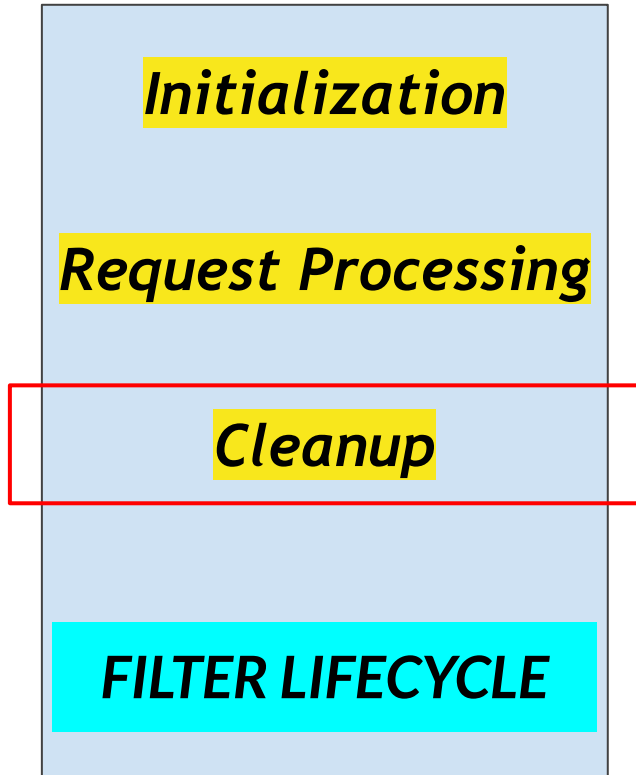 Initialization
Request Processing
Cleanup
FILTER LIFECYCLE